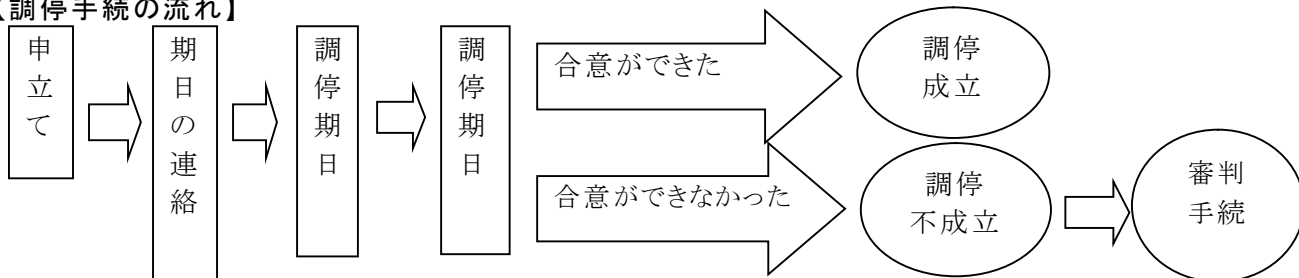 【調停手続の流れ】
申立て
期日の連絡
調停期日
調停期日
合意ができた
調停
成立
合意ができなかった
調停
不成立
審判
手続